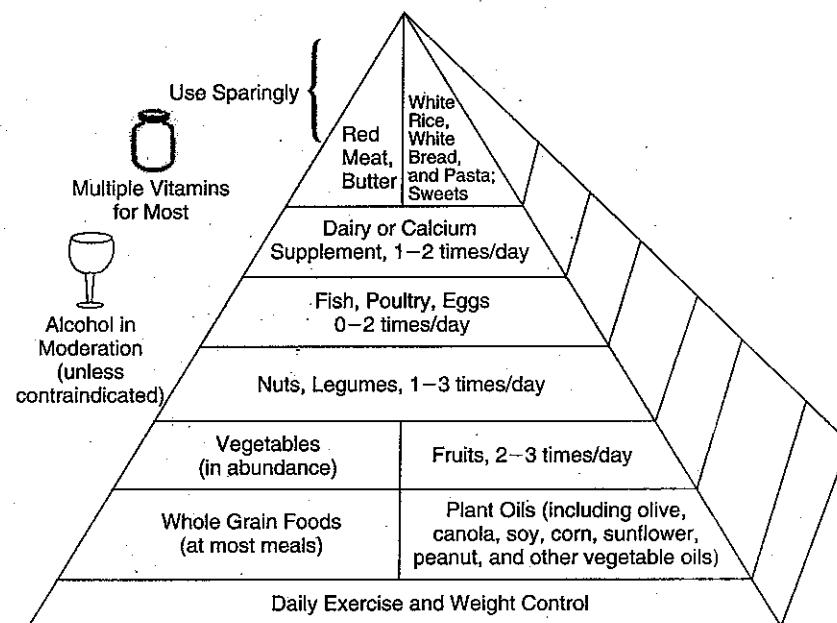 Use Sparingly
Red
Meat,
Butter
White
Rice,
White
Bread,
and Pasta;
Sweets
Multiple Vitamins
for Most
Dairy or Calcium
Supplement, 1–2 times/day
Alcohol in
Moderation
(unless
contraindicated)
Fish, Poultry, Eggs
0–2 times/day
Nuts, Legumes, 1–3 times/day
Vegetables
(in abundance)
Fruits, 2–3 times/day
Whole Grain Foods
(at most meals)
Plant Oils (including olive,
canola, soy, corn, sunflower,
peanut, and other vegetable oils)
Daily Exercise and Weight Control